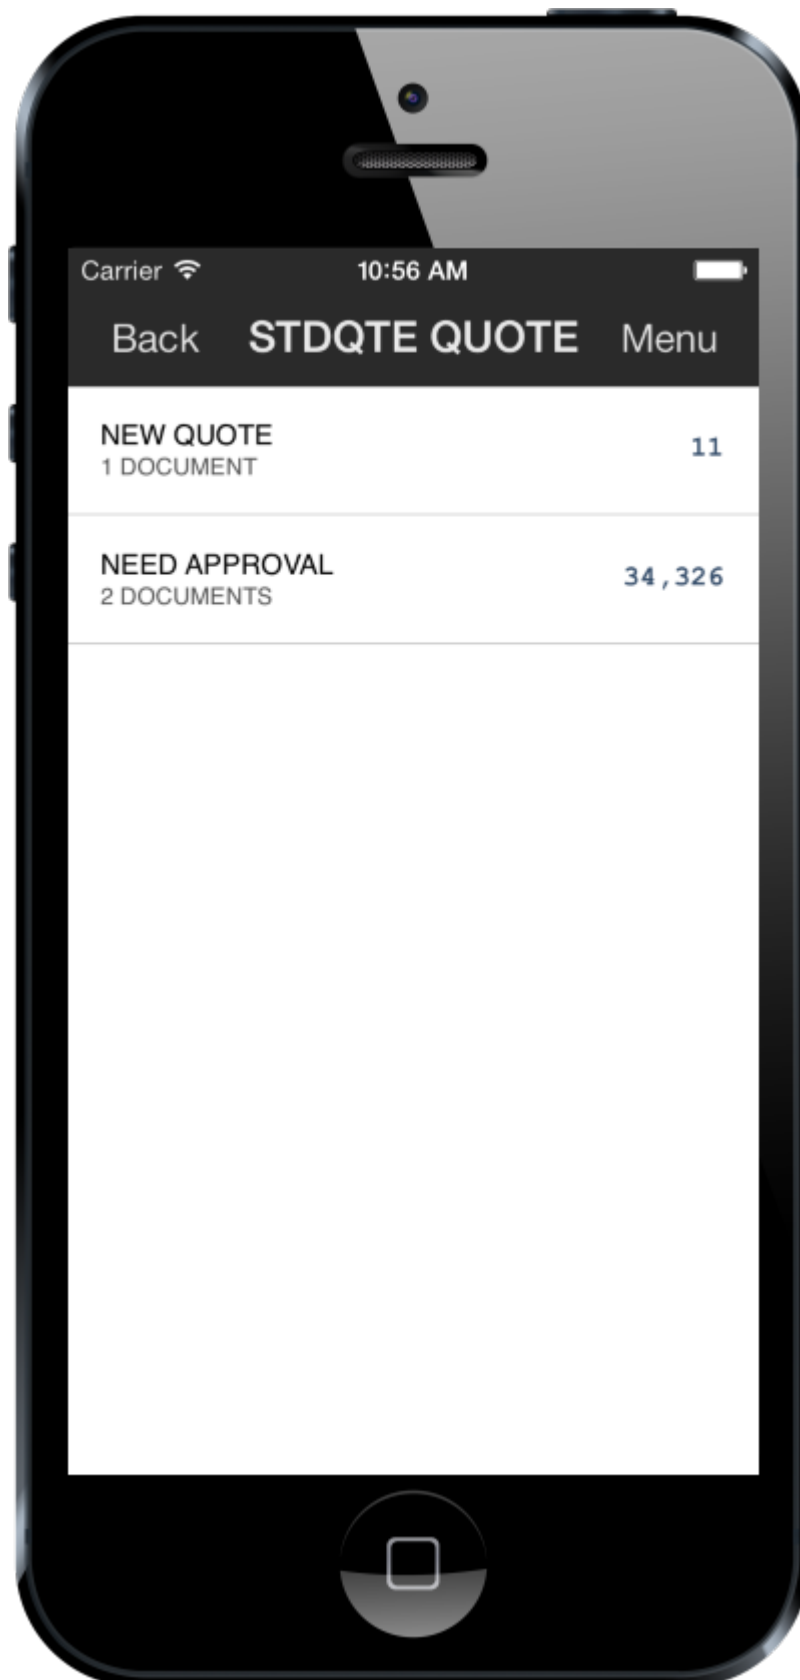 Carrier 10:56 AM
Back STDQTE QUOTE Menu
NEW QUOTE 11
1 DOCUMENT
NEED APPROVAL 34,326
2 DOCUMENTS